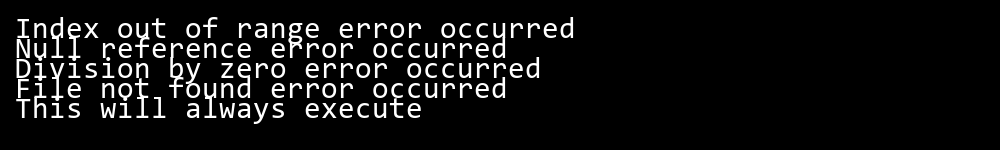 Index out of range error occurred
Null reference error occurred
Division by zero error occurred
File not found error occurred
This will always execute